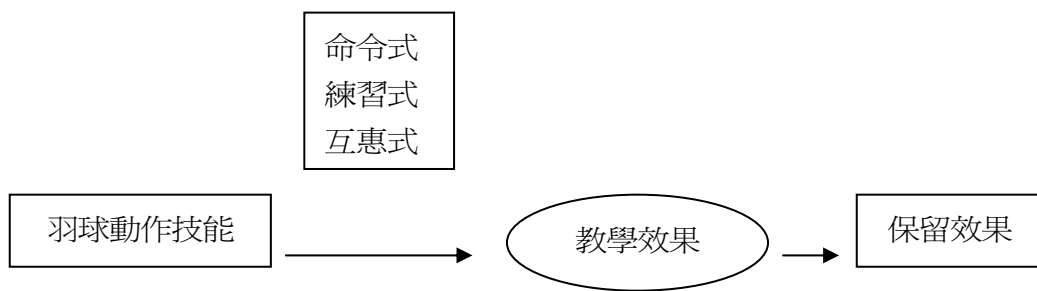 命令式
練習式
互惠式
羽球動作技能
教學效果
保留效果